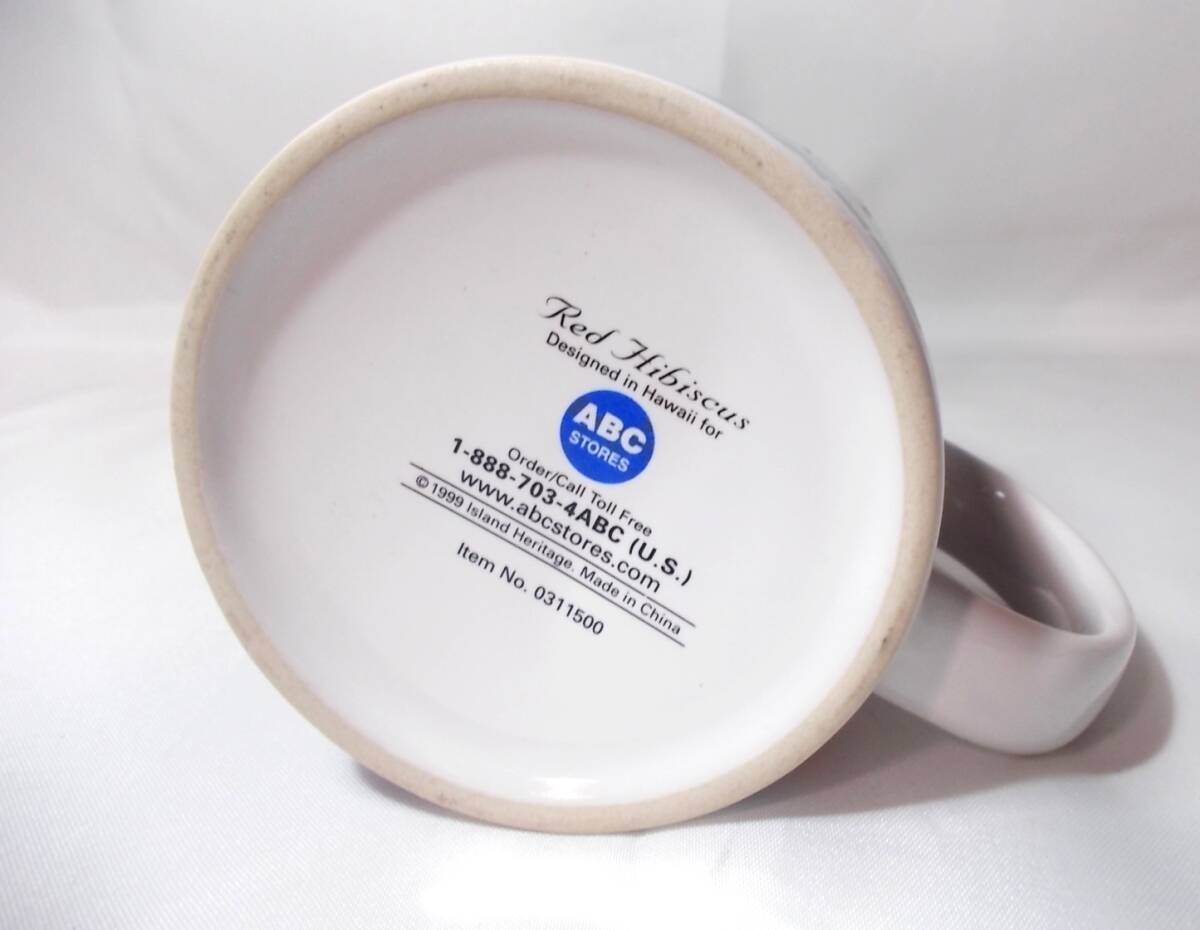 Red Hibiscus
Designed in Hawaii for
ABC
STORES
Order/Call Toll Free
1-888-703-4ABC (U.S.)
www.abcstores.com
© 1999 Island Heritage. Made in China
Item No. 0311500